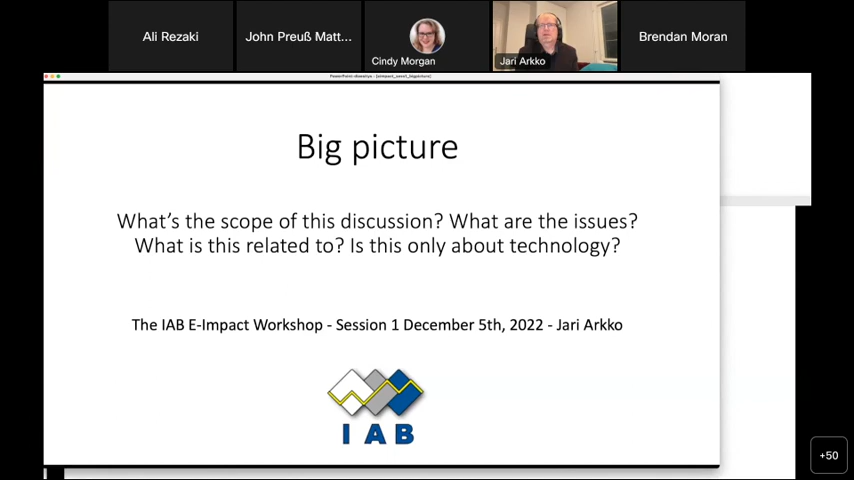 Ali Rezaki
John Preuß Matt...
Cindy Morgan
Jari Arkko
Brendan Moran
Big picture
What's the scope of this discussion? What are the issues?
What is this related to? Is this only about technology?
The IAB E-Impact Workshop - Session 1 December 5th, 2022 - Jari Arkko
I A B
+50